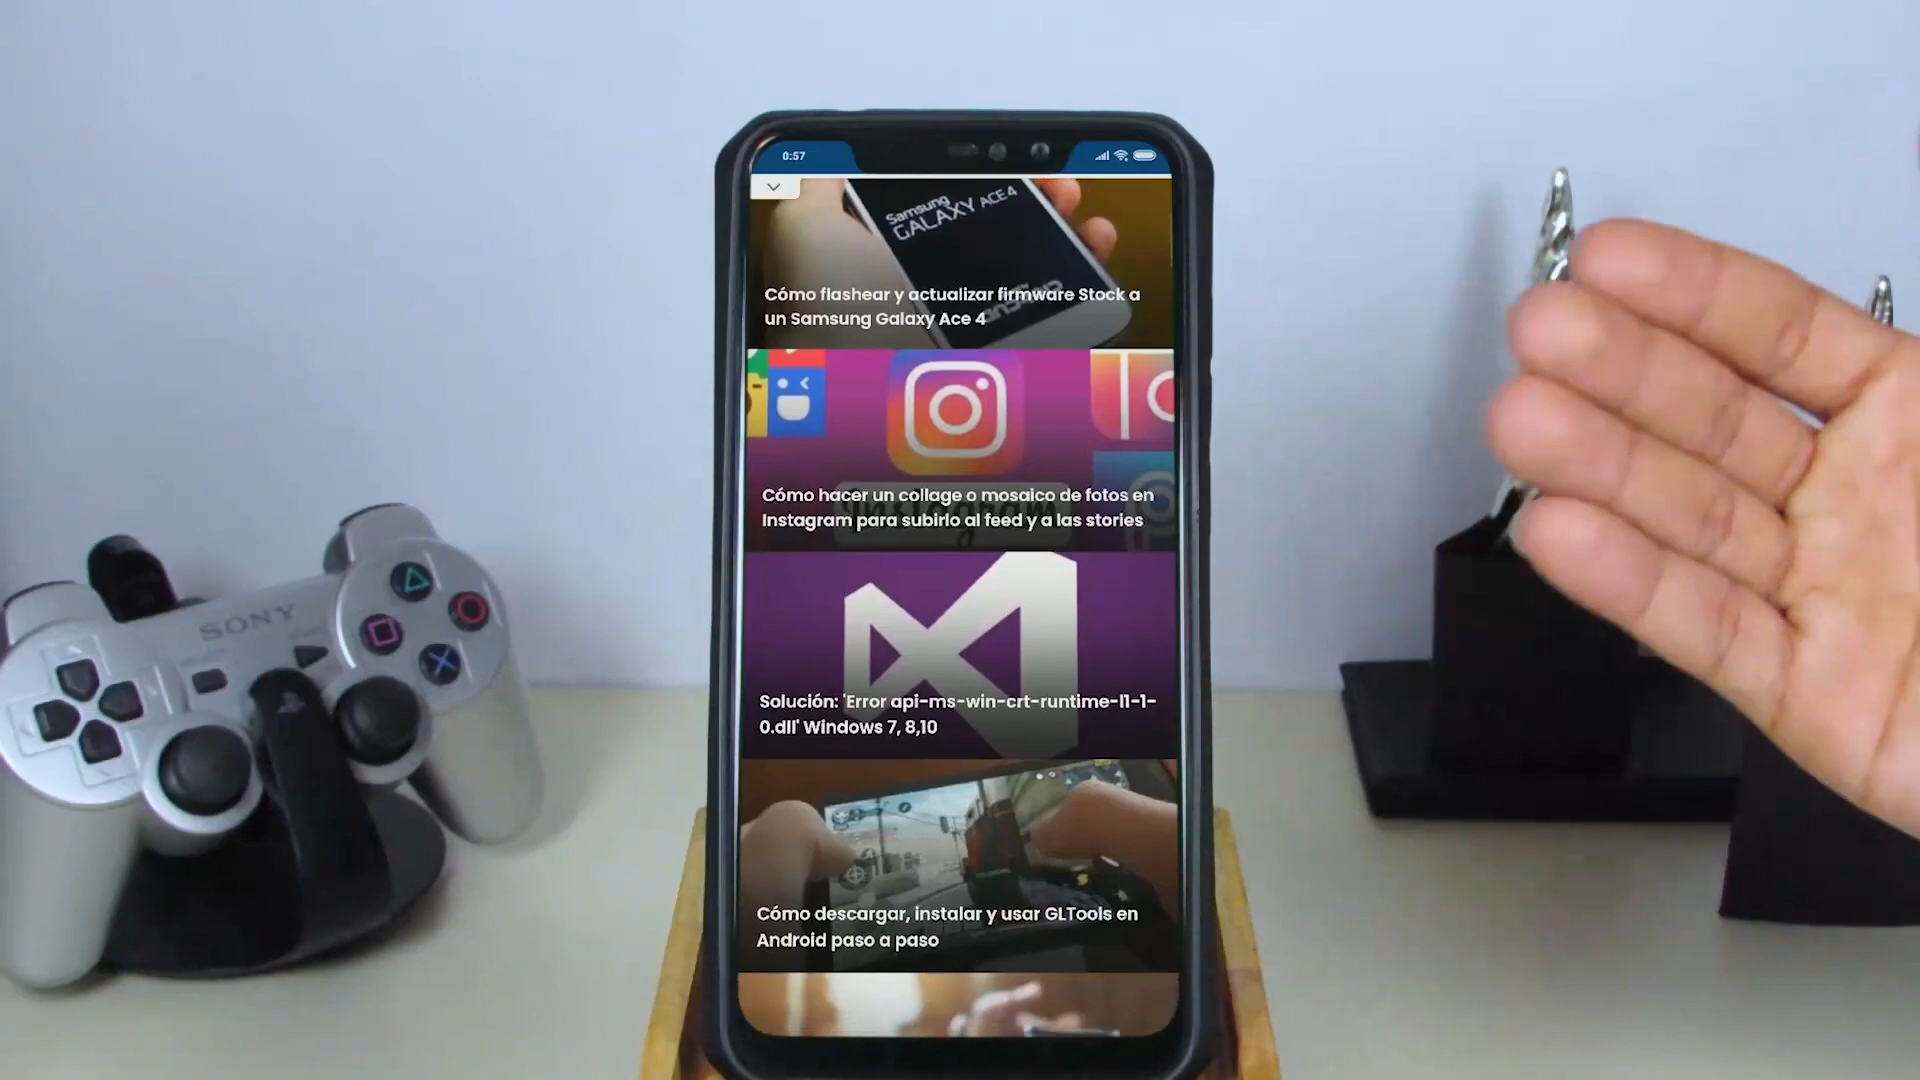 0:57
Samsung
GALAXY ACE4
Cómo flashear y actualizar firmware Stock a
un Samsung Galaxy Ace 4
Cómo hacer un collage o mosaico de fotos en
Instagram para subirlo al feed y a las stories
Instagram
Solución: 'Error api-ms-win-crt-runtime-l1-1-
0.dll' Windows 7, 8,10
Cómo descargar, instalar y usar GLTools en
Android paso a paso
SONY